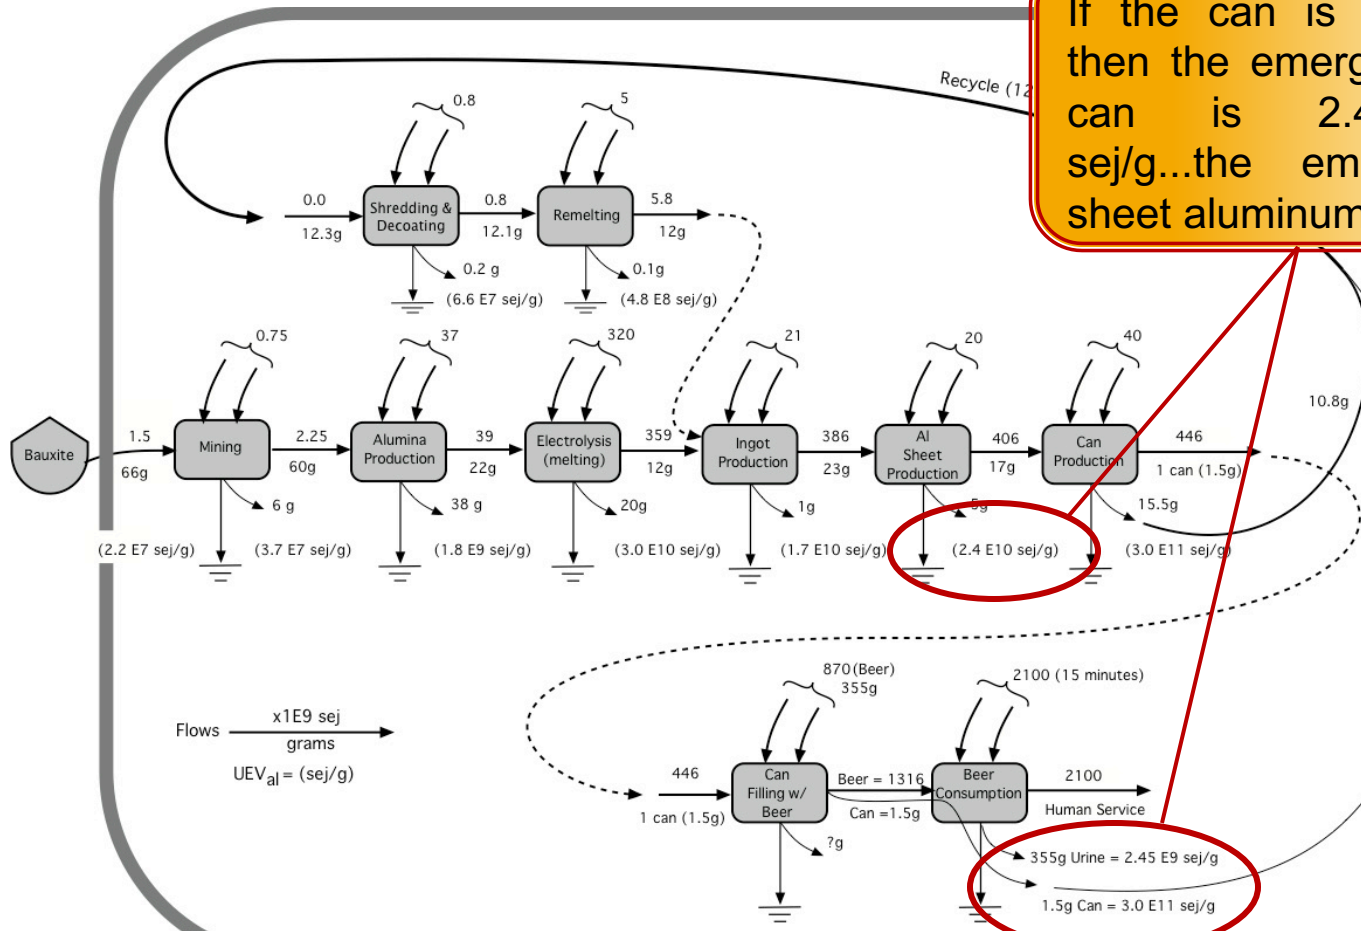 If the can is
then the emerg
can is 2.4
sej/g...the em
sheet aluminum
Recycle (12
0.8
5
0.0
12.3g
Shredding &
Decoating
0.8
12.1g
Remelting
5.8
12g
0.2 g
(6.6 E7 sej/g)
0.1g
(4.8 E8 sej/g)
0.75
37
320
21
20
40
10.8g
Bauxite
1.5
66g
Mining
2.25
60g
Alumina
Production
39
22g
Electrolysis
(melting)
359
12g
Ingot
Production
386
23g
Al
Sheet
Production
406
17g
Can
Production
446
1 can (1.5g)
6 g
38 g
20g
1g
5g
15.5g
(2.2 E7 sej/g)
(3.7 E7 sej/g)
(1.8 E9 sej/g)
(3.0 E10 sej/g)
(1.7 E10 sej/g)
(2.4 E10 sej/g)
(3.0 E11 sej/g)
870(Beer)
355g
2100 (15 minutes)
Flows
x1E9 sej
grams
UEVal = (sej/g)
446
1 can (1.5g)
Can
Filling w/
Beer
Beer = 1316
Can =1.5g
Beer
Consumption
2100
Human Service
?g
355g Urine = 2.45 E9 sej/g
1.5g Can = 3.0 E11 sej/g